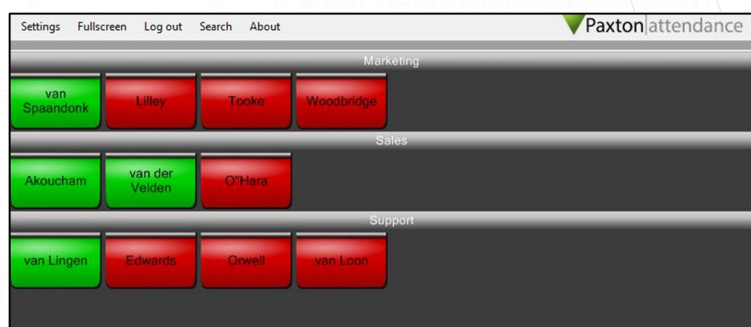 Settings Fullscreen Log out Search About Paxton attendance
Marketing
van Spaandonk Lilley Tooke Woodbridge
Sales
Akoucham van der Velden O"Hara
Support
van Lingen Edwards Orwell van Loon